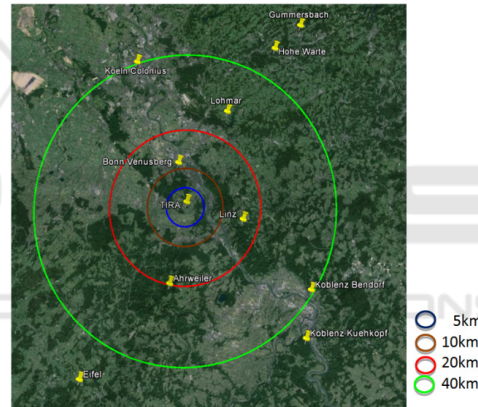 Gummersbach
Hohe Warte
Koeln Colonius
Lohmar
Bonn Venusberg
TIRA
Linz
Ahrweiler
Koblenz Bendorf
Koblenz Kuehkopf
Eifel
5km
10km
20km
40km